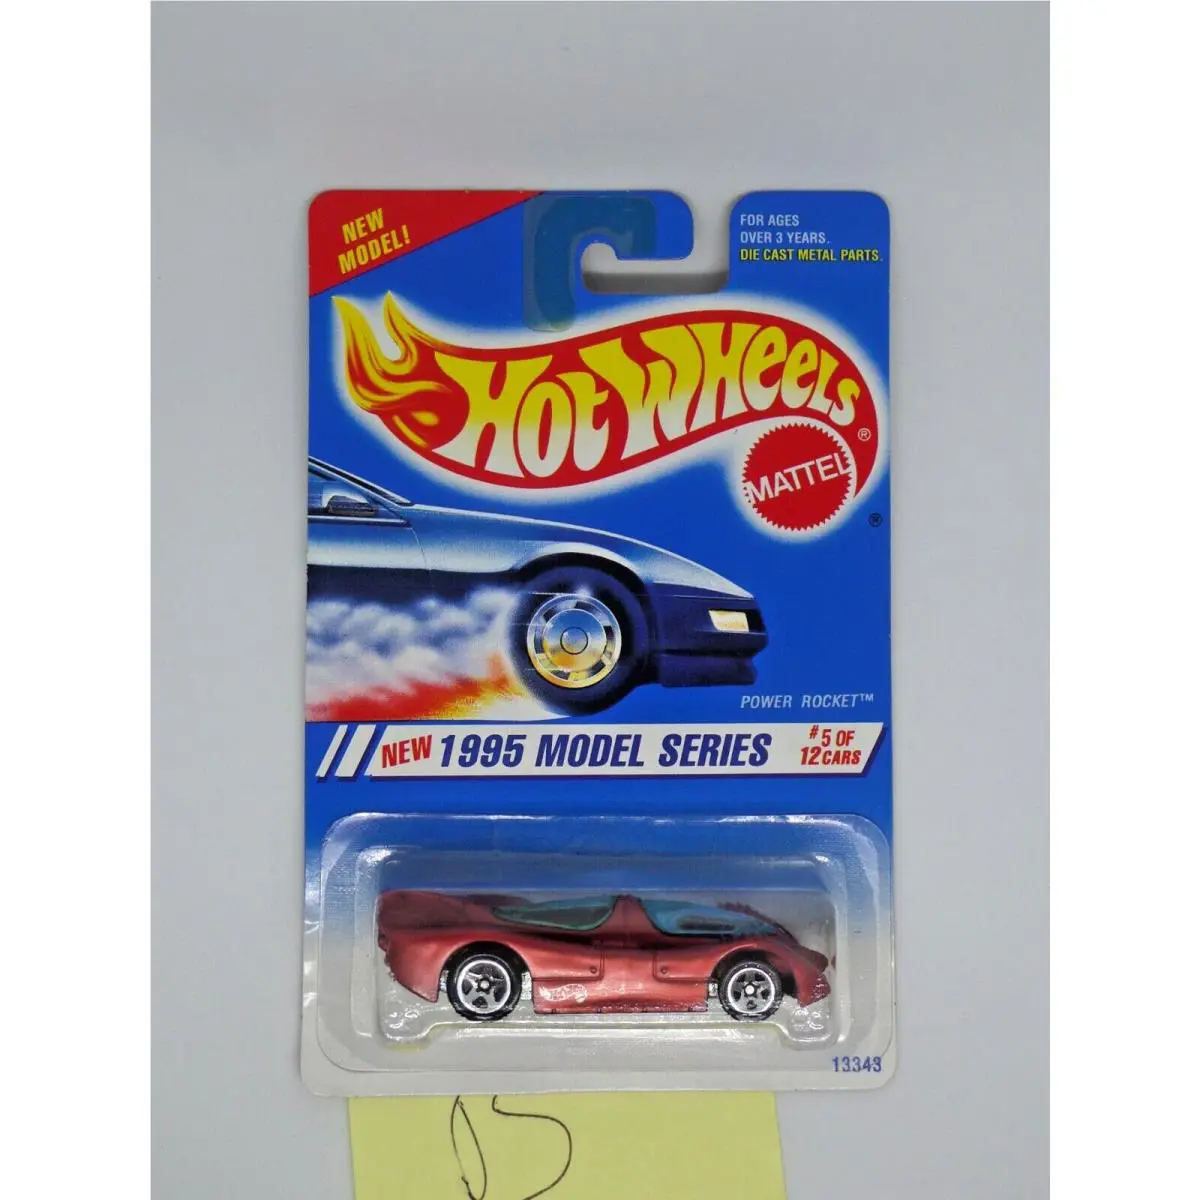 NEW
MODEL!
FOR AGES
OVER 3 YEARS.
DIE CAST METAL PARTS.
HOT WHEELS ®
MATTEL
®
POWER ROCKET™
NEW 1995 MODEL SERIES
# 5 OF
12 CARS
13343